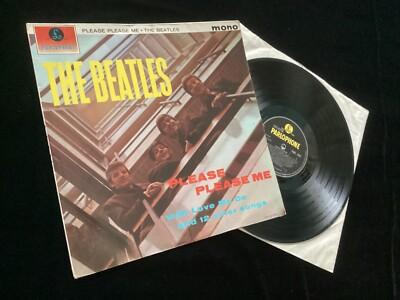 PLEASE PLEASE ME • THE BEATLES
mono
PARLOPHONE
THE BEATLES
PLEASE
PLEASE ME
with Love Me Do
and 12 other songs
PARLOPHONE